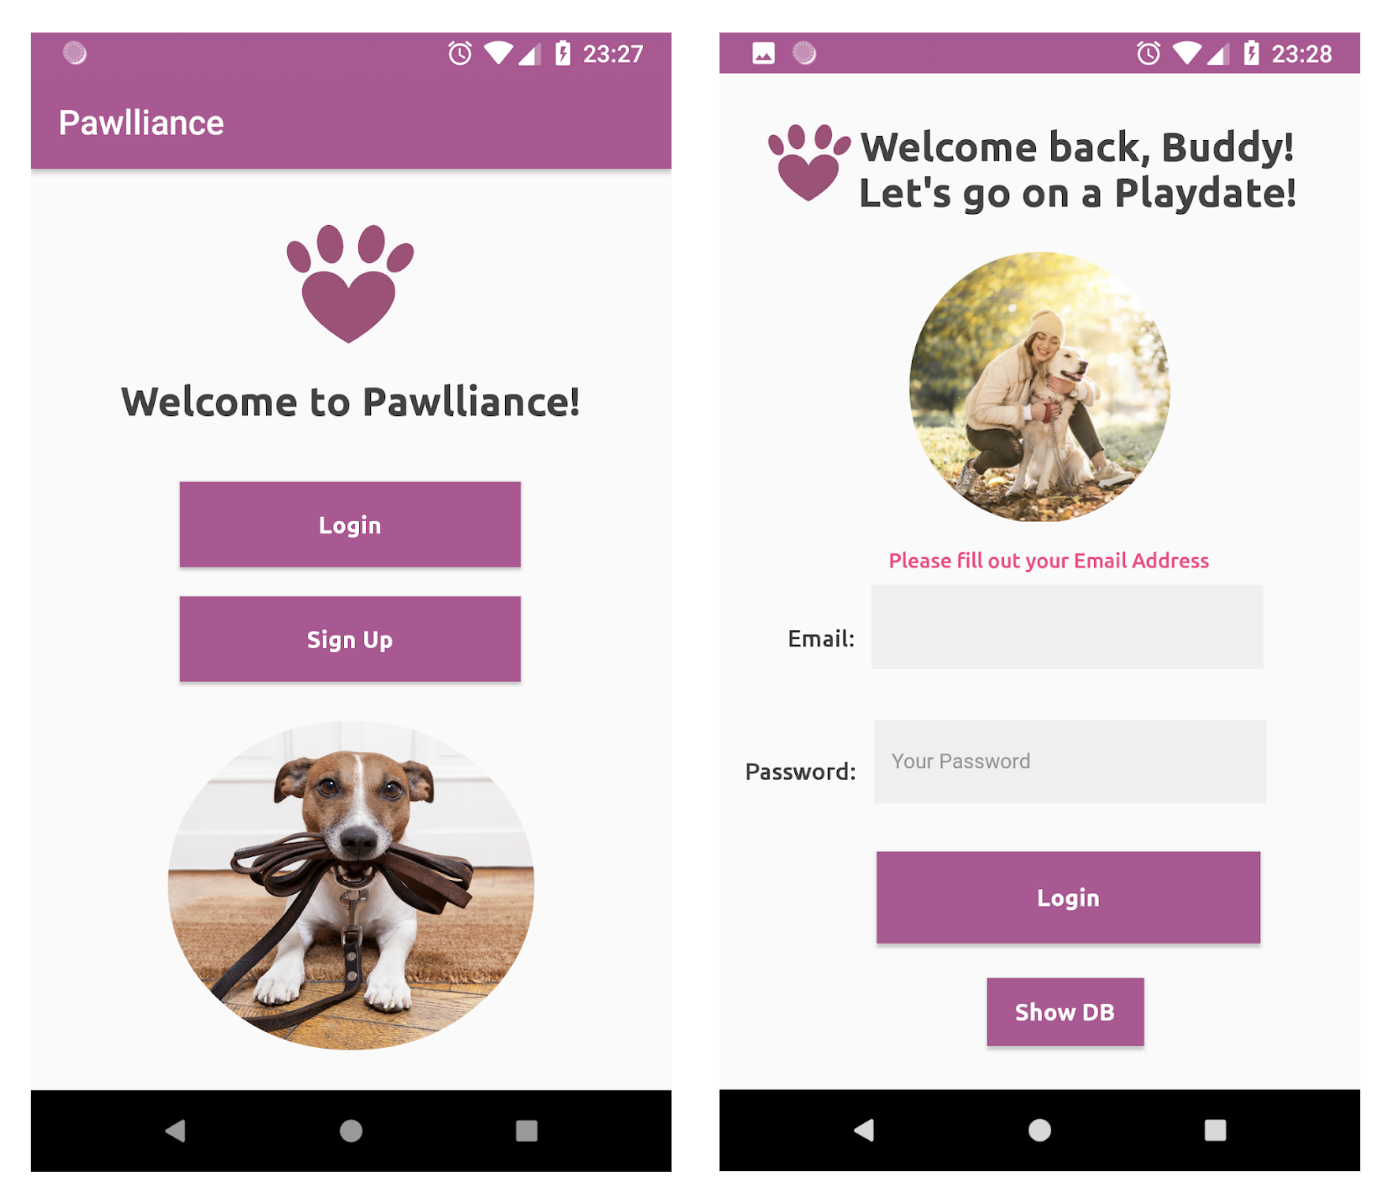 23:27
Pawlliance
Welcome to Pawlliance!
Login
Sign Up
23:28
Welcome back, Buddy!
Let's go on a Playdate!
Please fill out your Email Address
Email:
Password:
Your Password
Login
Show DB